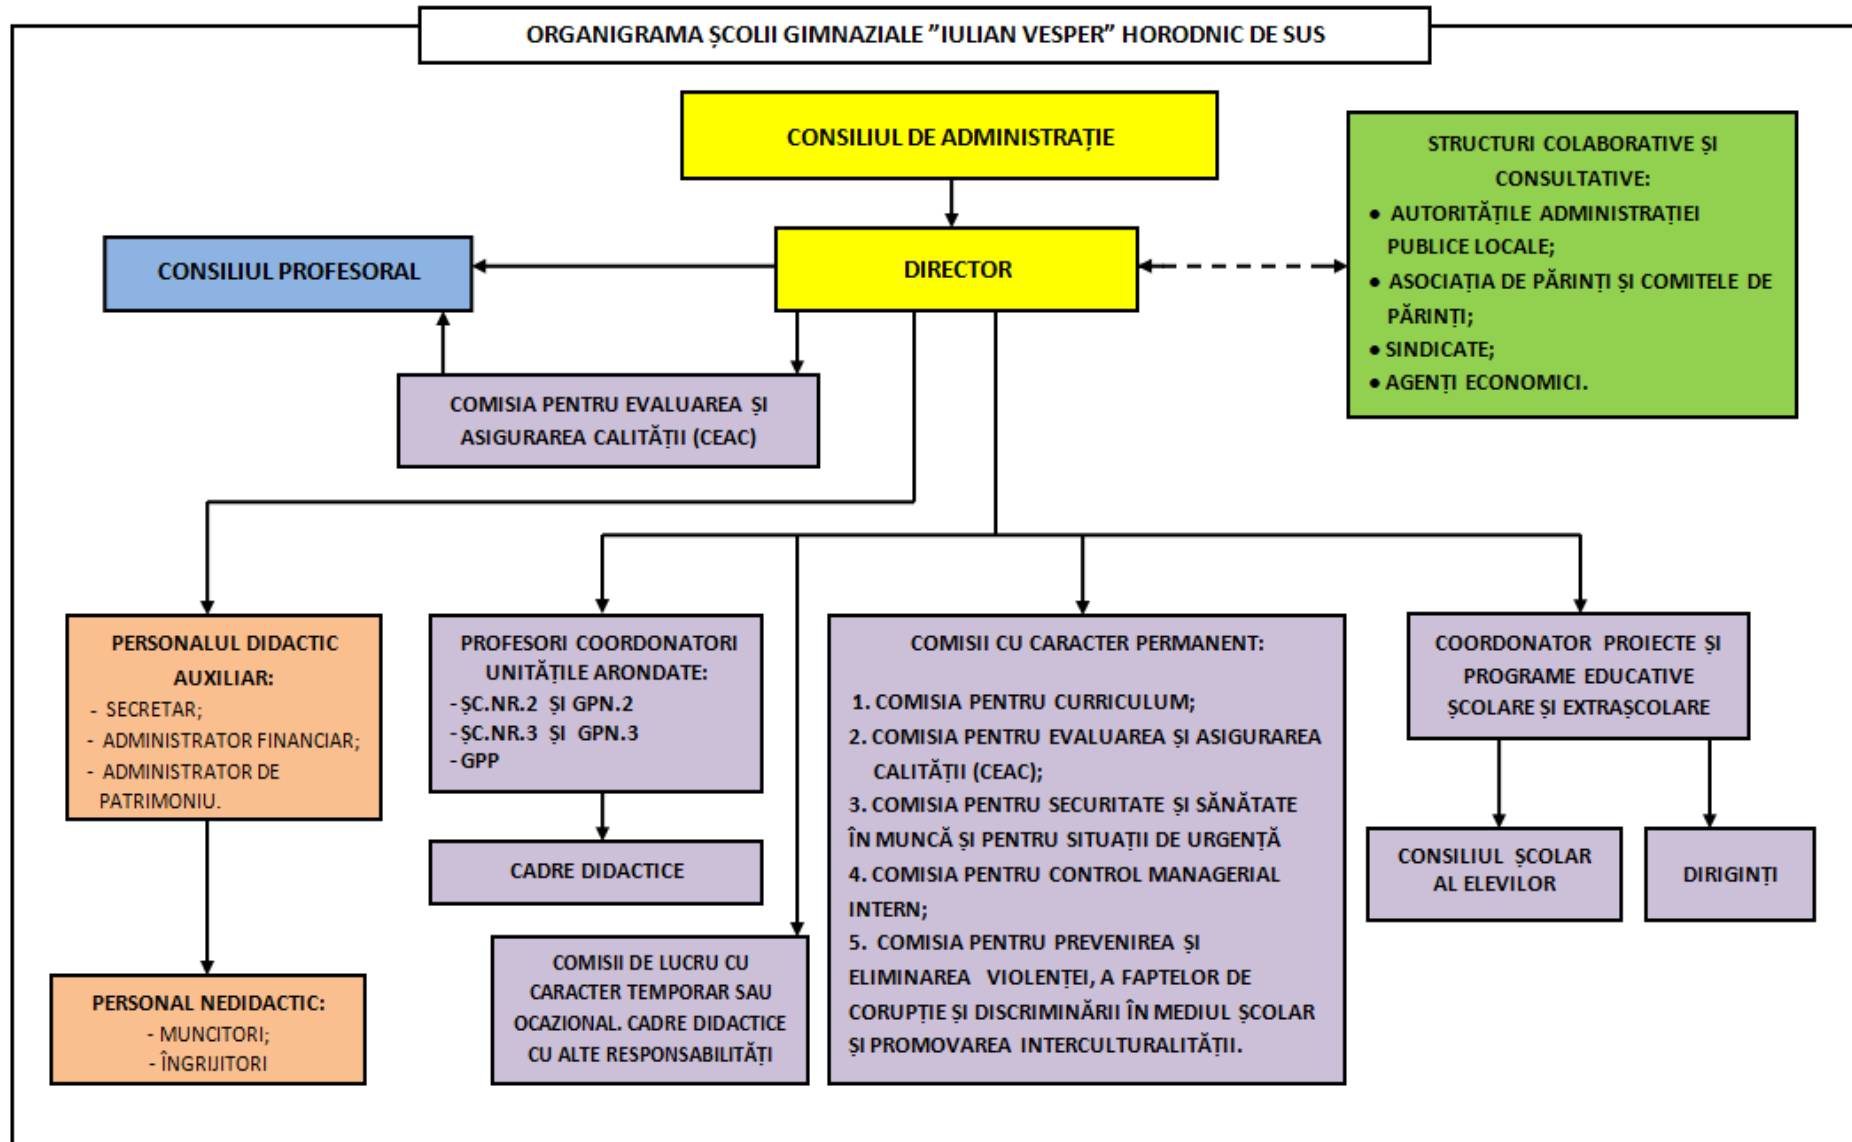 ORGANIGRAMA ȘCOLII GIMNAZIALE ”IULIAN VESPER” HORODNIC DE SUS
CONSILIUL DE ADMINISTRAȚIE
STRUCTURI COLABORATIVE ȘI
CONSULTATIVE:
• AUTORITĂȚILE ADMINISTRAȚIEI
PUBLICE LOCALE;
• ASOCIAȚIA DE PĂRINȚI ȘI COMITELE DE
PĂRINȚI;
• SINDICATE;
• AGENȚI ECONOMICI.
CONSILIUL PROFESORAL
DIRECTOR
COMISIA PENTRU EVALUAREA ȘI
ASIGURAREA CALITĂȚII (CEAC)
PERSONALUL DIDACTIC
AUXILIAR:
- SECRETAR;
- ADMINISTRATOR FINANCIAR;
- ADMINISTRATOR DE
PATRIMONIU.
PROFESORI COORDONATORI
UNITĂȚILE ARONDATE:
- ȘC.NR.2 ȘI GPN.2
- ȘC.NR.3 ȘI GPN.3
- GPP
COMISII CU CARACTER PERMANENT:
1. COMISIA PENTRU CURRICULUM;
2. COMISIA PENTRU EVALUAREA ȘI ASIGURAREA
CALITĂȚII (CEAC);
3. COMISIA PENTRU SECURITATE ȘI SĂNĂTATE
ÎN MUNCĂ ȘI PENTRU SITUAȚII DE URGENȚĂ
4. COMISIA PENTRU CONTROL MANAGERIAL
INTERN;
5. COMISIA PENTRU PREVENIREA ȘI
ELIMINAREA VIOLENȚEI, A FAPTELOR DE
CORUPȚIE ȘI DISCRIMINĂRII ÎN MEDIUL ȘCOLAR
ȘI PROMOVAREA INTERCULTURALITĂȚII.
COORDONATOR PROIECTE ȘI
PROGRAME EDUCATIVE
ȘCOLARE ȘI EXTRAȘCOLARE
CADRE DIDACTICE
CONSILIUL ȘCOLAR
AL ELEVILOR
DIRIGINȚI
COMISII DE LUCRU CU
CARACTER TEMPORAR SAU
OCAZIONAL. CADRE DIDACTICE
CU ALTE RESPONSABILITĂȚI
PERSONAL NEDIDACTIC:
- MUNCITORI;
- ÎNGRIJITORI